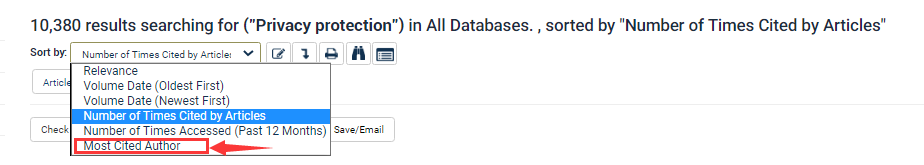 10,380 results searching for ("Privacy protection") in All Databases. , sorted by "Number of Times Cited by Articles"
Sort by: Number of Times Cited by Articles
Relevance
Article
Volume Date (Oldest First)
Volume Date (Newest First)
Number of Times Cited by Articles
Check
Number of Times Accessed (Past 12 Months)
Save/Email
Most Cited Author